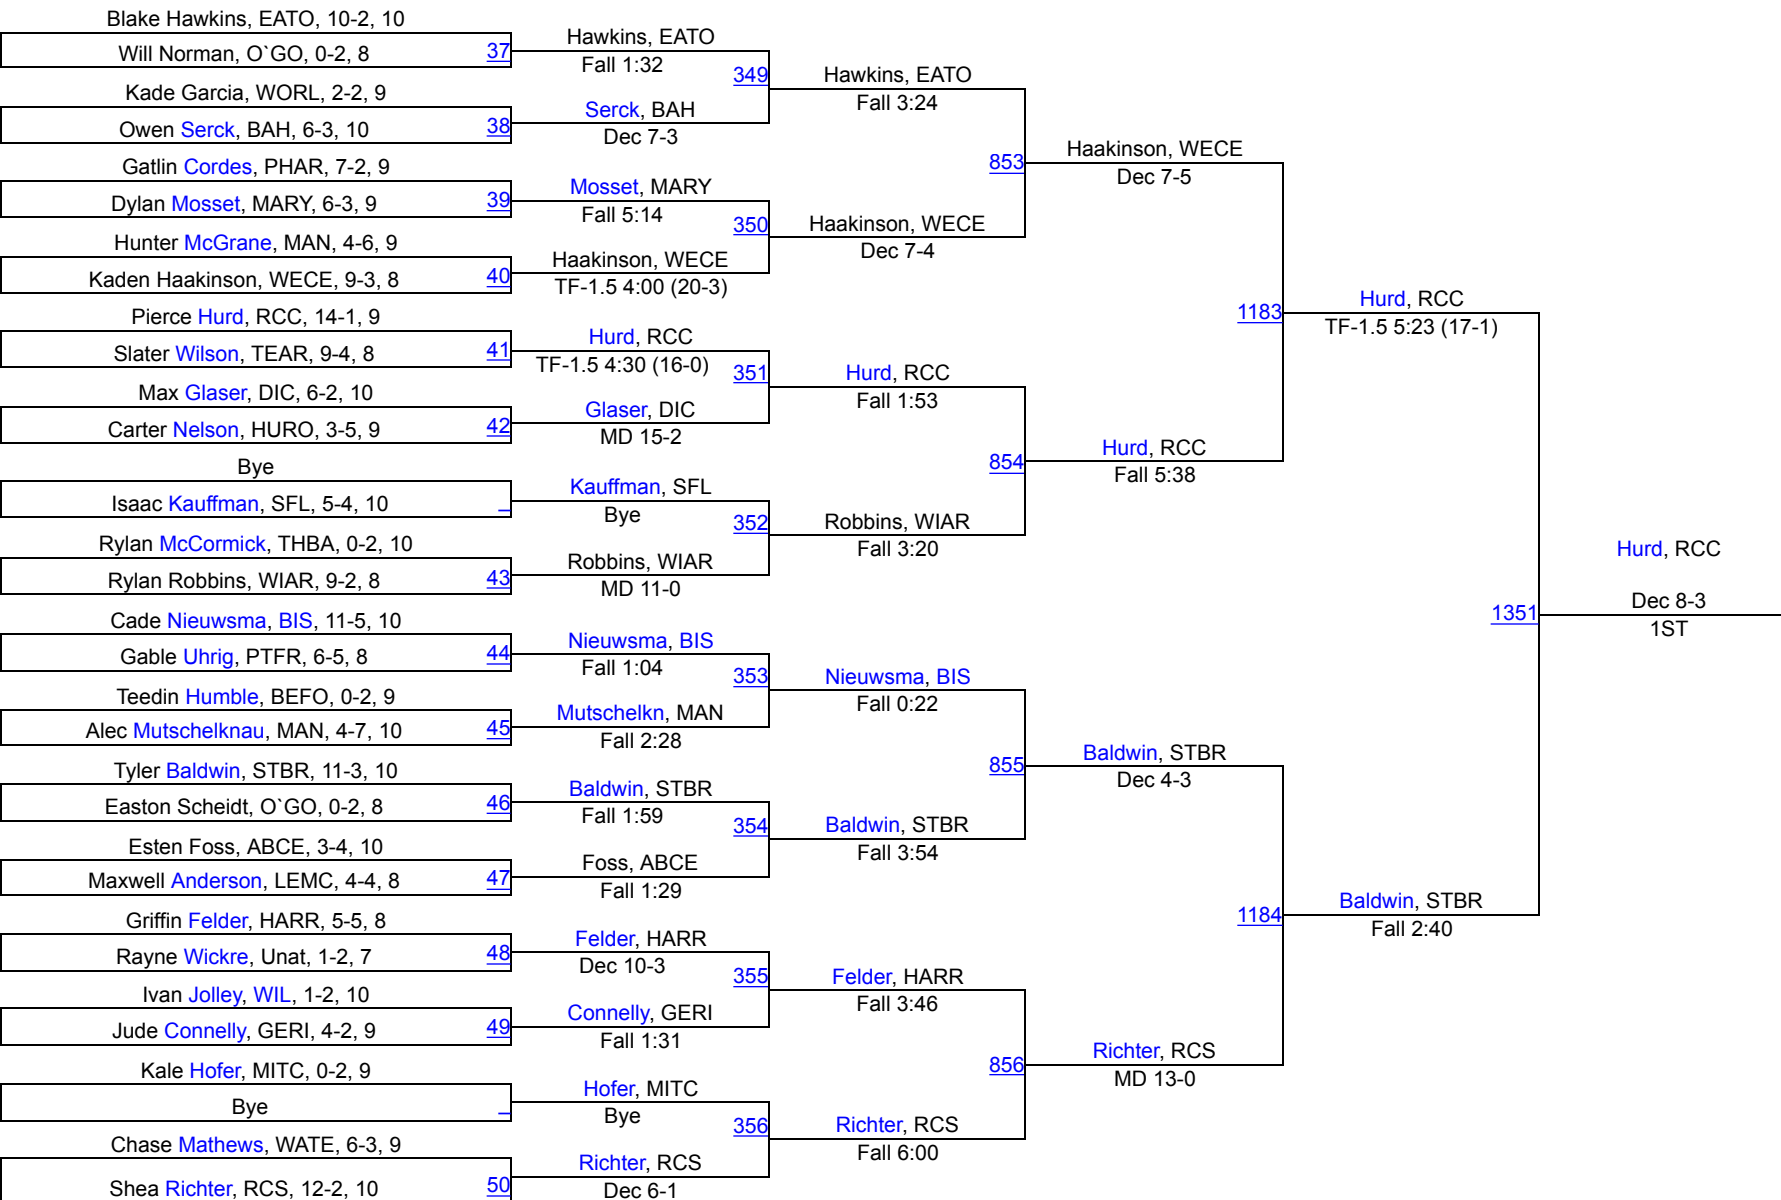 Blake Hawkins, EATO, 10-2, 10
Will Norman, O`GO, 0-2, 8
37
Kade Garcia, WORL, 2-2, 9
Owen Serck, BAH, 6-3, 10
38
Gatlin Cordes, PHAR, 7-2, 9
Dylan Mosset, MARY, 6-3, 9
39
Hunter McGrane, MAN, 4-6, 9
Kaden Haakinson, WECE, 9-3, 8
40
Pierce Hurd, RCC, 14-1, 9
Slater Wilson, TEAR, 9-4, 8
41
Max Glaser, DIC, 6-2, 10
Carter Nelson, HURO, 3-5, 9
42
Bye
Isaac Kauffman, SFL, 5-4, 10
Rylan McCormick, THBA, 0-2, 10
Rylan Robbins, WIAR, 9-2, 8
43
Cade Nieuwsma, BIS, 11-5, 10
Gable Uhrig, PTFR, 6-5, 8
44
Teedin Humble, BEFO, 0-2, 9
Alec Mutschelknau, MAN, 4-7, 10
45
Tyler Baldwin, STBR, 11-3, 10
Easton Scheidt, O`GO, 0-2, 8
46
Esten Foss, ABCE, 3-4, 10
Maxwell Anderson, LEMC, 4-4, 8
47
Griffin Felder, HARR, 5-5, 8
Rayne Wickre, Unat, 1-2, 7
48
Ivan Jolley, WIL, 1-2, 10
Jude Connelly, GERI, 4-2, 9
49
Kale Hofer, MITC, 0-2, 9
Bye
Chase Mathews, WATE, 6-3, 9
Shea Richter, RCS, 12-2, 10
50
Hawkins, EATO
Fall 1:32
349
Serck, BAH
Dec 7-3
Mosset, MARY
Fall 5:14
350
Haakinson, WECE
TF-1.5 4:00 (20-3)
Hurd, RCC
TF-1.5 4:30 (16-0)
351
Glaser, DIC
MD 15-2
Kauffman, SFL
Bye
352
Robbins, WIAR
MD 11-0
Nieuwsma, BIS
Fall 1:04
353
Mutschelkn, MAN
Fall 2:28
Baldwin, STBR
Fall 1:59
354
Foss, ABCE
Fall 1:29
Felder, HARR
Dec 10-3
355
Connelly, GERI
Fall 1:31
Hofer, MITC
Bye
356
Richter, RCS
Dec 6-1
Hawkins, EATO
Fall 3:24
853
Haakinson, WECE
Dec 7-4
Hurd, RCC
Fall 1:53
854
Robbins, WIAR
Fall 3:20
Nieuwsma, BIS
Fall 0:22
855
Baldwin, STBR
Fall 3:54
Felder, HARR
Fall 3:46
856
Richter, RCS
Fall 6:00
Haakinson, WECE
Dec 7-5
1183
Hurd, RCC
Fall 5:38
Baldwin, STBR
Dec 4-3
1184
Richter, RCS
MD 13-0
Hurd, RCC
TF-1.5 5:23 (17-1)
1351
Baldwin, STBR
Fall 2:40
Hurd, RCC
Dec 8-3
1ST